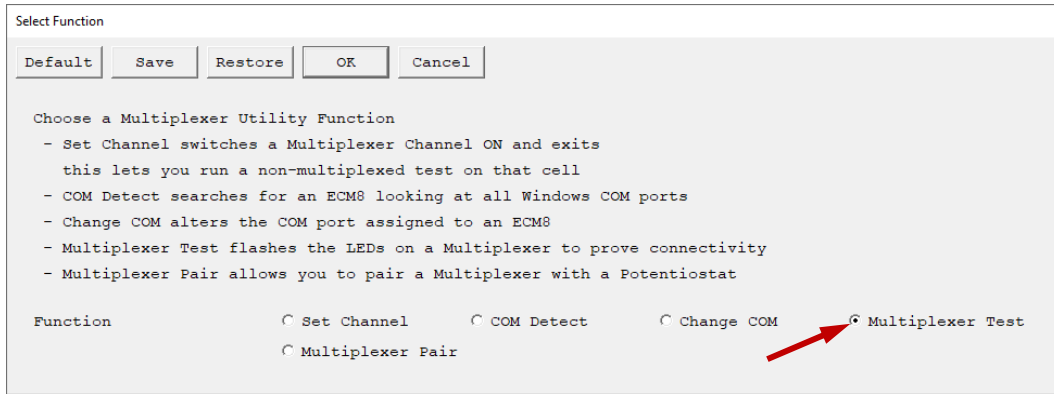 Select Function
Default Save Restore OK Cancel
Choose a Multiplexer Utility Function
- Set Channel switches a Multiplexer Channel ON and exits
this lets you run a non-multiplexed test on that cell
- COM Detect searches for an ECM8 looking at all Windows COM ports
- Change COM alters the COM port assigned to an ECM8
- Multiplexer Test flashes the LEDs on a Multiplexer to prove connectivity
- Multiplexer Pair allows you to pair a Multiplexer with a Potentiostat
Function Set Channel COM Detect Change COM Multiplexer Test
Multiplexer Pair